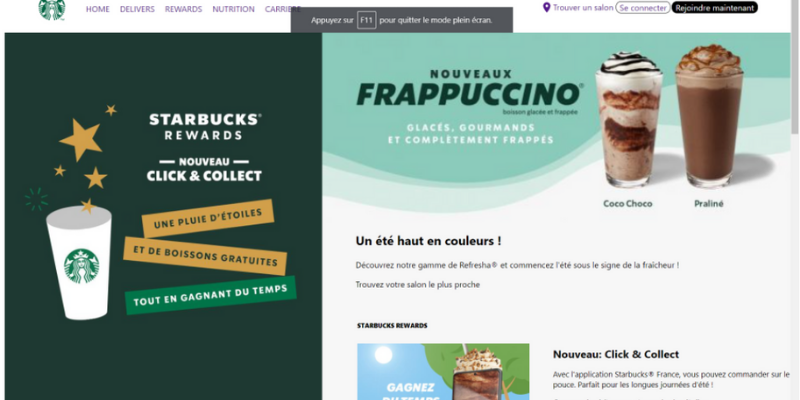 HOME DELIVERS REWARDS NUTRITION CARRIERE
Appuyez sur F11 pour quitter le mode plein écran.
Trouver un salon Se connecter Rejoindre maintenant
STARBUCKS®
REWARDS
NOUVEAU
CLICK & COLLECT
UNE PLUIE D'ÉTOILES
ET DE BOISSONS GRATUITES
TOUT EN GAGNANT DU TEMPS
NOUVEAUX
FRAPPUCCINO®
boisson glacée et frappée
GLACÉS, GOURMANDS
ET COMPLÈTEMENT FRAPPÉS
Coco Choco
Praliné
Un été haut en couleurs !
Découvrez notre gamme de Refresha® et commencez l'été sous le signe de la fraîcheur !
Trouvez votre salon le plus proche
STARBUCKS REWARDS
GAGNEZ
DU TEMPS
Nouveau: Click & Collect
Avec l'application Starbucks® France, vous pouvez commander sur le
pouce. Parfait pour les longues journées d'été !